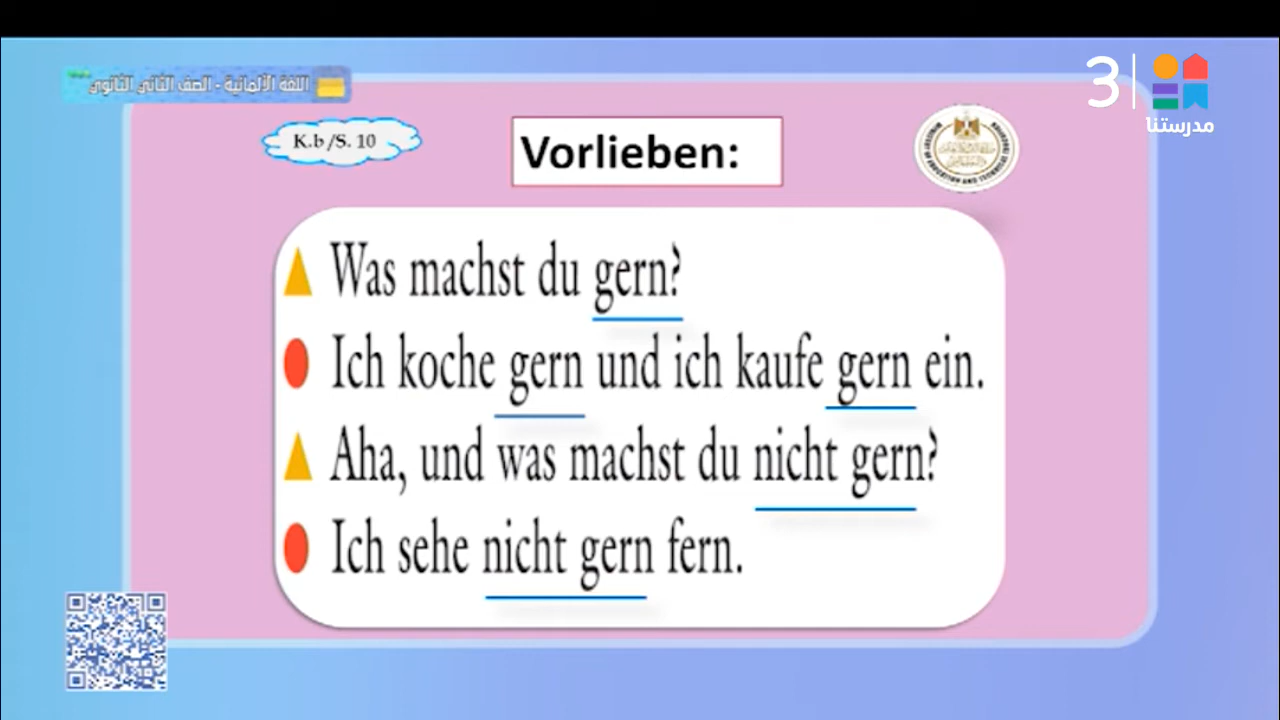 اللغة الألمانية - الصف الثاني الثانوي
3
مدرستنا
K.b /S. 10
Vorlieben:
Was machst du gern?
Ich koche gern und ich kaufe gern ein.
Aha, und was machst du nicht gern?
Ich sehe nicht gern fern.